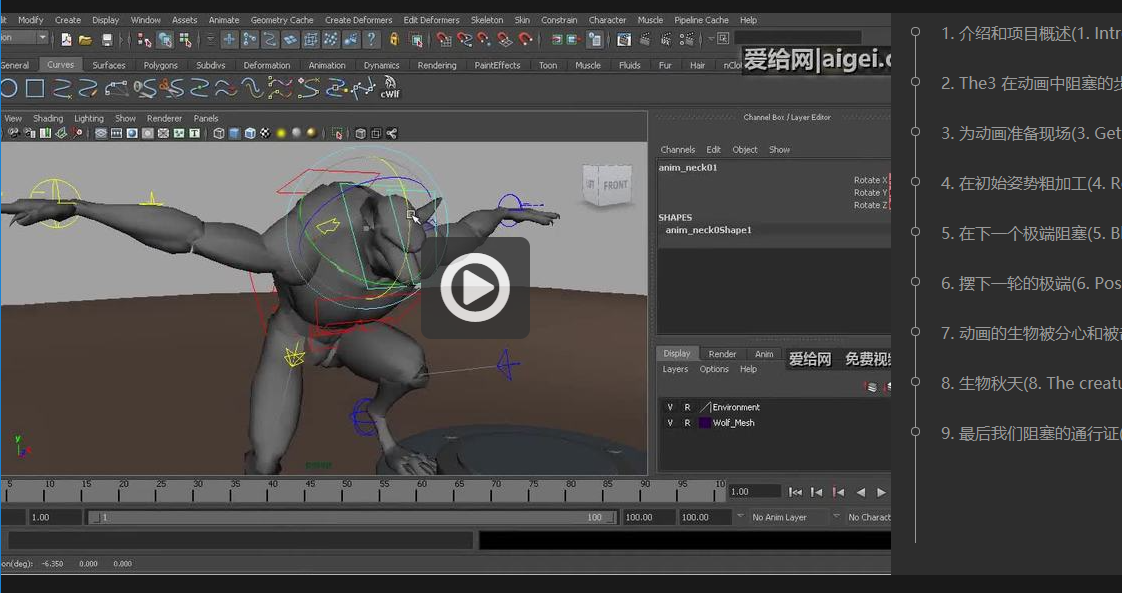 Modify Create Display Window Assets Animate Geometry Cache Create Deformers Edit Deformers Skeleton Skin Constrain Character Muscle Pipeline Cache Help
爱给网|aigei.c
General Curves Surfaces Polygons Subdivs Deformation Animation Dynamics Rendering PaintEffects Toon Muscle Fluids Fur Hair nClot
cWIF
View Shading Lighting Show Renderer Panels
FRONT
persp
y
Channel Box / Layer Editor
Channels Edit Object Show
anim_neck01
Rotate X
Rotate Y
Rotate Z
SHAPES
anim_neck0Shape1
Display Render Anim
爱给网 免费视
Layers Options Help
V R Environment
V R Wolf_Mesh
5 10 15 20 25 30 35 40 45 50 55 60 65 70 75 80 85 90 95 10
1.00
1.00 1 100 100.00 100.00 No Anim Layer No Charact
on(deg): -6.350 0.000 0.000
1. 介绍和项目概述(1. Intr
2. The3 在动画中阻塞的步
3. 为动画准备现场(3. Get
4. 在初始姿势粗加工(4. R
5. 在下一个极端阻塞(5. Bl
6. 摆下一轮的极端(6. Pos
7. 动画的生物被分心和被
8. 生物秋天(8. The creatu
9. 最后我们阻塞的通行证(